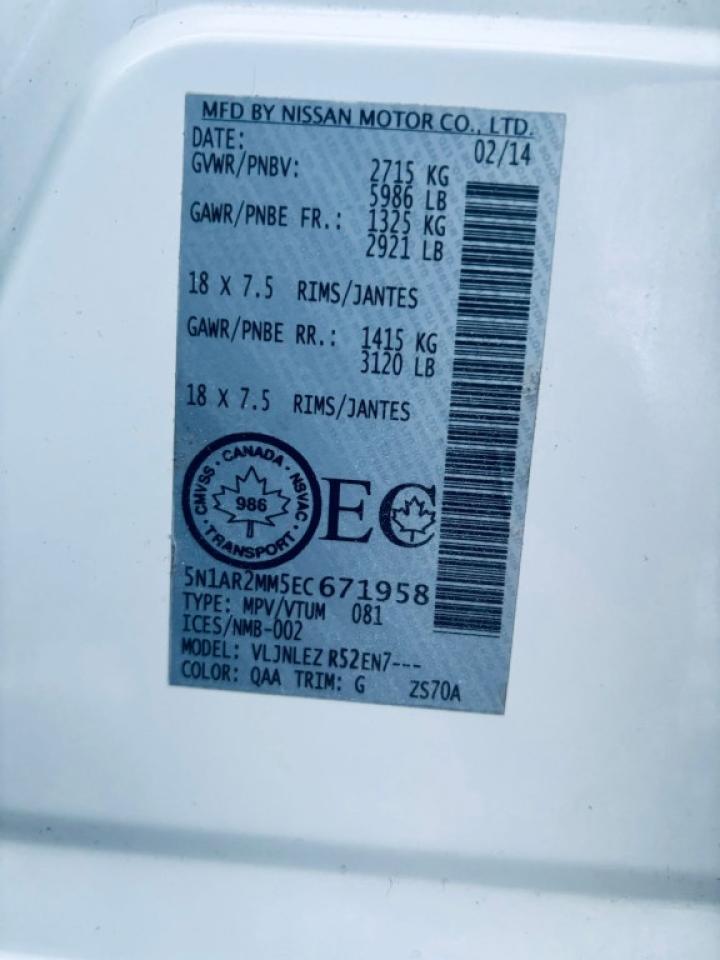 MFD BY NISSAN MOTOR CO., LTD.
DATE: 02/14
GVWR/PNBV: 2715 KG
5986 LB
GAWR/PNBE FR.: 1325 KG
2921 LB
18 X 7.5 RIMS/JANTES
GAWR/PNBE RR.: 1415 KG
3120 LB
18 X 7.5 RIMS/JANTES
CMVSS · CANADA · NSVAC · TRANSPORT ·
986
EC
5N1AR2MM5EC671958
TYPE: MPV/VTUM 081
ICES/NMB-002
MODEL: VLJNLEZ R52EN7---
COLOR: QAA TRIM: G ZS70A